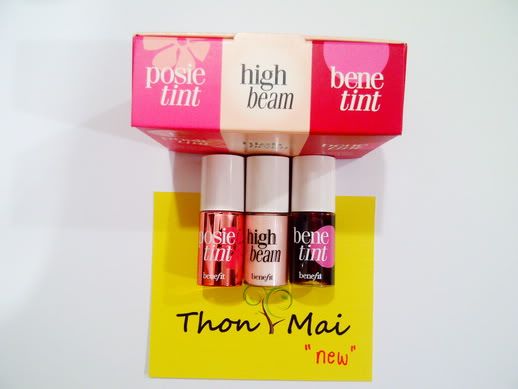 posie
tint
high
beam
bene
tint
posie
tint
benefit
high
beam
benefit
bene
tint
benefit
Thon Mai
"new"